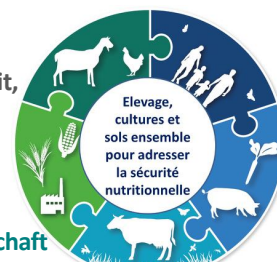 it,
Elevage,
cultures et
sols ensemble
pour adresser
la sécurité
nutritionnelle
chaft